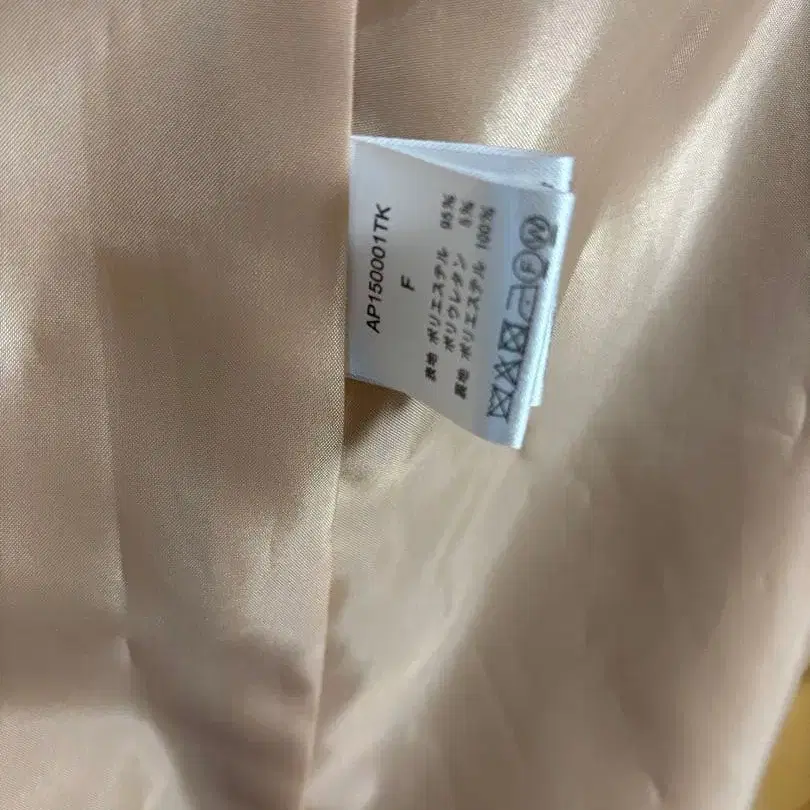 AP150001TK
F
表地 ポリエステル 95%
ポリウレタン 5%
裏地 ポリエステル 100%
F W